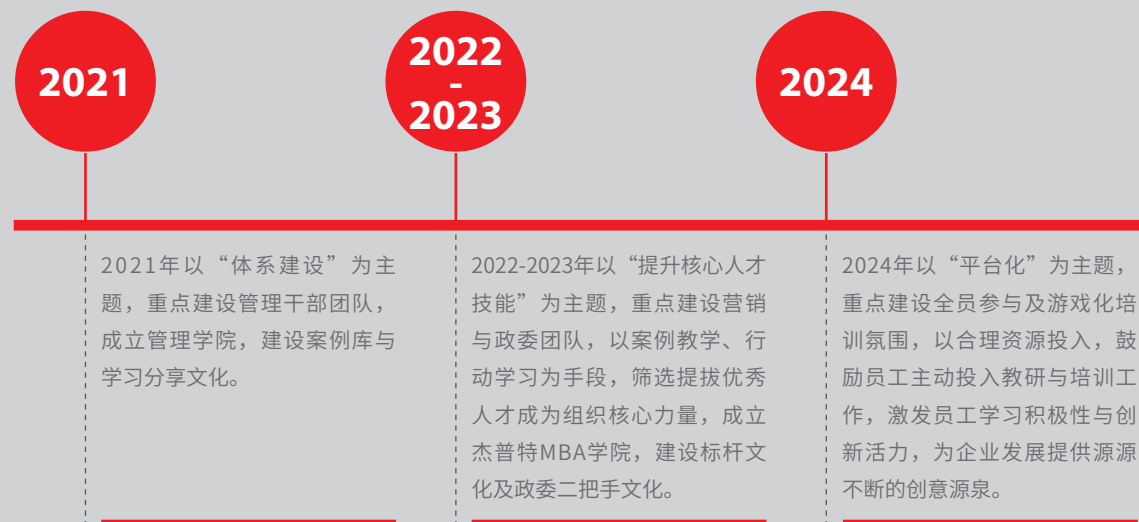 2021
2022
-
2023
2024
2021年以“体系建设”为主
题，重点建设管理干部团队，
成立管理学院，建设案例库与
学习分享文化。
2022-2023年以“提升核心人才
技能”为主题，重点建设营销
与政委团队，以案例教学、行
动学习为手段，筛选提拔优秀
人才成为组织核心力量，成立
杰普特MBA学院，建设标杆文
化及政委二把手文化。
2024年以“平台化”为主题，
重点建设全员参与及游戏化培
训氛围，以合理资源投入，鼓
励员工主动投入教研与培训工
作，激发员工学习积极性与创
新活力，为企业发展提供源源
不断的创意源泉。